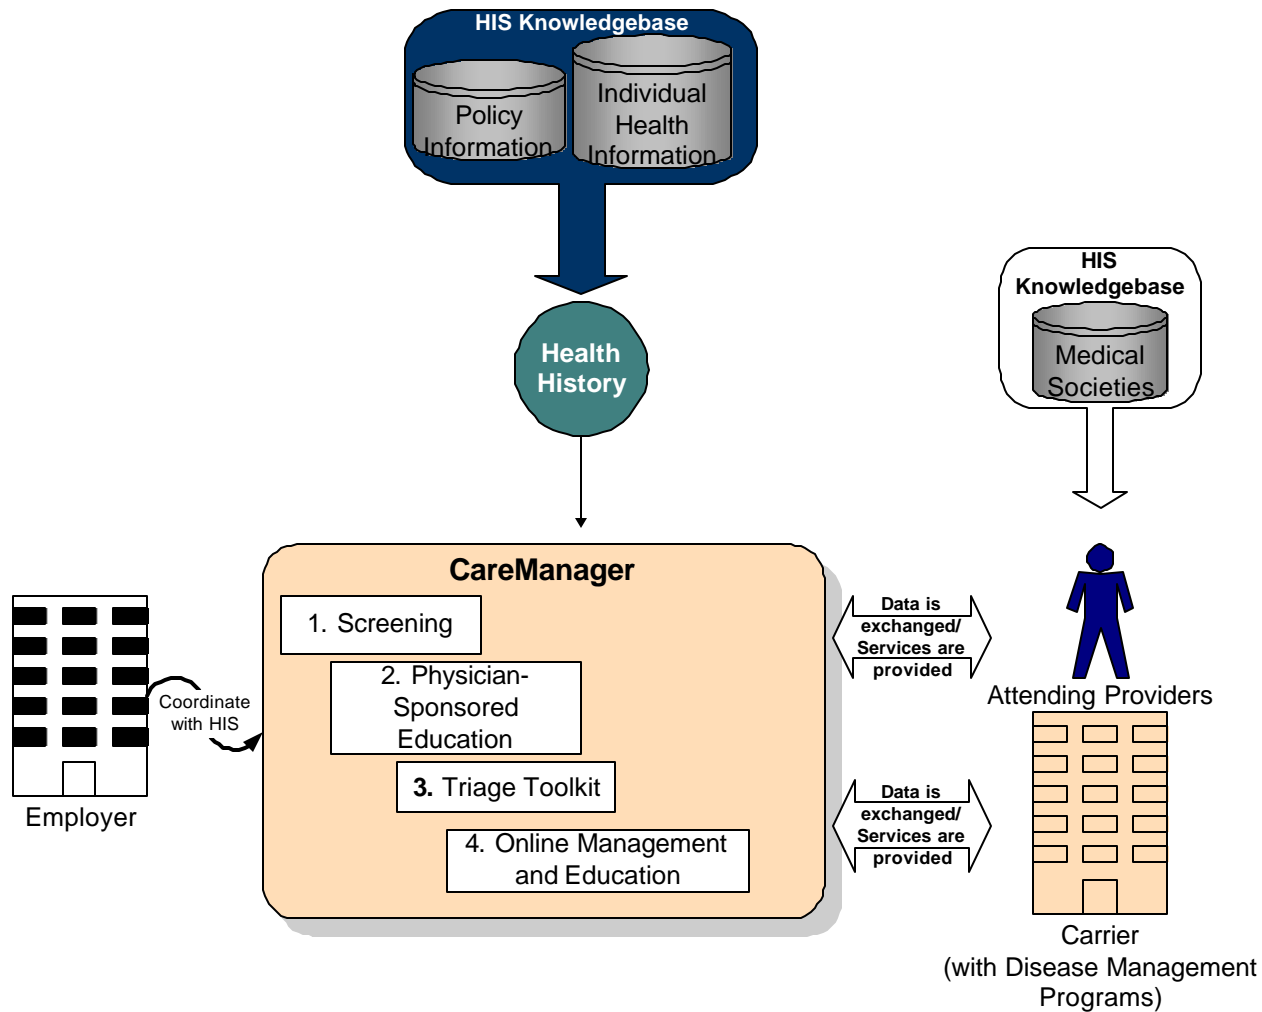 HIS Knowledgebase
Policy
Information
Individual
Health
Information
Health
History
HIS
Knowledgebase
Medical
Societies
CareManager
1. Screening
2. Physician-
Sponsored
Education
3. Triage Toolkit
4. Online Management
and Education
Coordinate
with HIS
Employer
Data is
exchanged/
Services are
provided
Attending Providers
Data is
exchanged/
Services are
provided
Carrier
(with Disease Management
Programs)